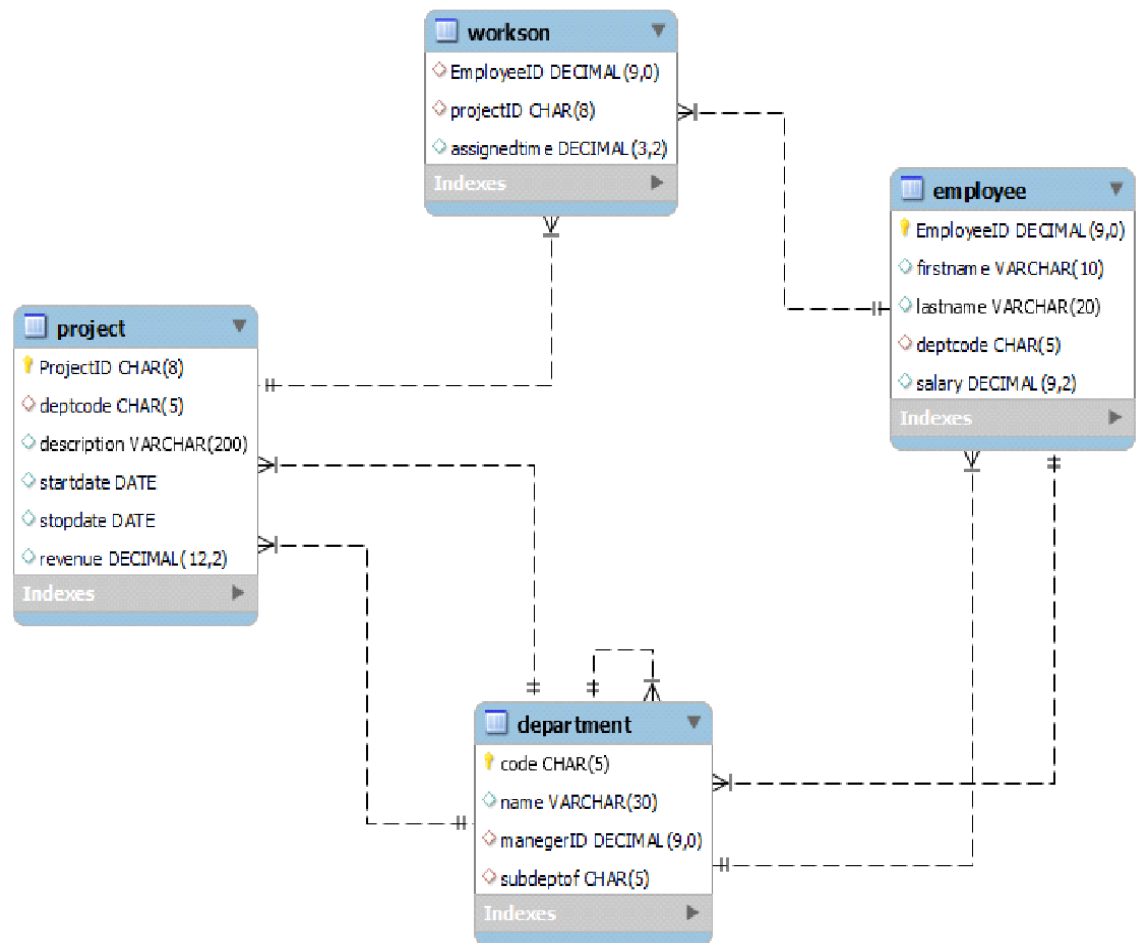 workson
EmployeeID DECIMAL(9,0)
projectID CHAR(8)
assignedtime DECIMAL(3,2)
Indexes
employee
EmployeeID DECIMAL(9,0)
firstname VARCHAR(10)
lastname VARCHAR(20)
deptcode CHAR(5)
salary DECIMAL(9,2)
Indexes
project
ProjectID CHAR(8)
deptcode CHAR(5)
description VARCHAR(200)
startdate DATE
stopdate DATE
revenue DECIMAL(12,2)
Indexes
department
code CHAR(5)
name VARCHAR(30)
manegerID DECIMAL(9,0)
subdeptof CHAR(5)
Indexes